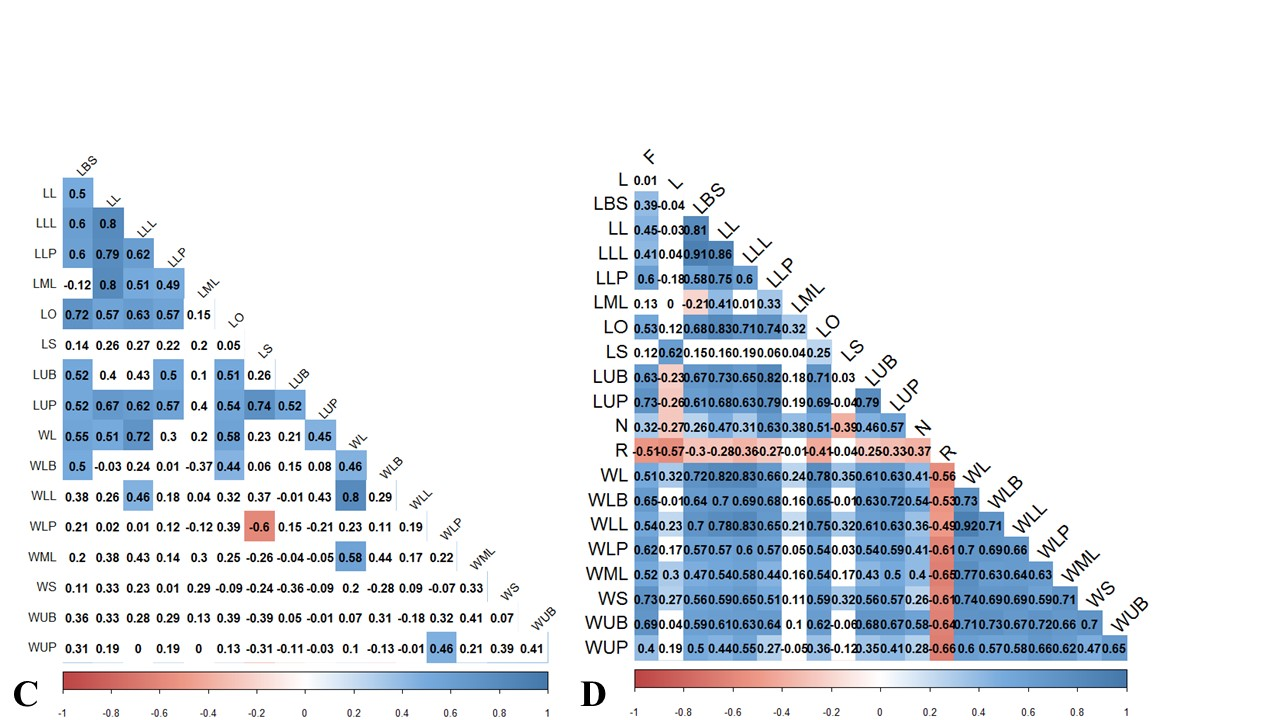 LBS
LL 0.5 LL
LLL 0.6 0.8 LLL
LLP 0.6 0.79 0.62 LLP
LML -0.12 0.8 0.51 0.49 LML
LO 0.72 0.57 0.63 0.57 0.15 LO
LS 0.14 0.26 0.27 0.22 0.2 0.05 LS
LUB 0.52 0.4 0.43 0.5 0.1 0.51 0.26 LUB
LUP 0.52 0.67 0.62 0.57 0.4 0.54 0.74 0.52 LUP
WL 0.55 0.51 0.72 0.3 0.2 0.58 0.23 0.21 0.45 WL
WLB 0.5 -0.03 0.24 0.01 -0.37 0.44 0.06 0.15 0.08 0.46 WLB
WLL 0.38 0.26 0.46 0.18 0.04 0.32 0.37 -0.01 0.43 0.8 0.29 WLL
WLP 0.21 0.02 0.01 0.12 -0.12 0.39 -0.6 0.15 -0.21 0.23 0.11 0.19 WLP
WML 0.2 0.38 0.43 0.14 0.3 0.25 -0.26 -0.04 -0.05 0.58 0.44 0.17 0.22 WML
WS 0.11 0.33 0.23 0.01 0.29 -0.09 -0.24 -0.36 -0.09 0.2 -0.28 0.09 -0.07 0.33 WS
WUB 0.36 0.33 0.28 0.29 0.13 0.39 -0.39 0.05 -0.01 0.07 0.31 -0.18 0.32 0.41 0.07 WUB
WUP 0.31 0.19 0 0.19 0 0.13 -0.31 -0.11 -0.03 0.1 -0.13 -0.01 0.46 0.21 0.39 0.41
-1 -0.8 -0.6 -0.4 -0.2 0 0.2 0.4 0.6 0.8 1
C
F
L 0.01 L
LBS 0.39 -0.04 LBS
LL 0.45 -0.03 0.81 LL
LLL 0.41 0.04 0.91 0.86 LLL
LLP 0.6 -0.18 0.58 0.75 0.6 LLP
LML 0.13 0 -0.21 0.41 0.01 0.33 LML
LO 0.53 0.12 0.68 0.83 0.71 0.74 0.32 LO
LS 0.12 0.62 0.15 0.16 0.19 0.06 0.04 0.25 LS
LUB 0.63 -0.23 0.67 0.73 0.65 0.82 0.18 0.71 0.03 LUB
LUP 0.73 -0.26 0.61 0.68 0.63 0.79 0.19 0.69 -0.04 0.79 LUP
N 0.32 -0.27 0.26 0.47 0.31 0.63 0.38 0.51 -0.39 0.46 0.57 N
R -0.51 0.57 -0.3 -0.28 0.36 -0.27 -0.01 -0.41 -0.04 -0.25 0.33 0.37 R
WL 0.51 0.32 0.72 0.82 0.83 0.66 0.24 0.78 0.35 0.61 0.63 0.41 -0.56 WL
WLB 0.65 -0.01 0.64 0.7 0.69 0.68 0.16 0.65 -0.01 0.63 0.72 0.54 -0.53 0.73 WLB
WLL 0.54 0.23 0.7 0.78 0.83 0.65 0.21 0.75 0.32 0.61 0.63 0.36 -0.49 0.92 0.71 WLL
WLP 0.62 0.17 0.57 0.57 0.6 0.57 0.05 0.54 0.03 0.54 0.59 0.41 -0.61 0.7 0.69 0.66 WLP
WML 0.52 0.3 0.47 0.54 0.58 0.44 0.16 0.54 0.17 0.43 0.5 0.4 -0.65 0.77 0.63 0.64 0.63 WML
WS 0.73 0.27 0.56 0.59 0.65 0.51 0.11 0.59 0.32 0.56 0.57 0.26 -0.61 0.74 0.69 0.69 0.59 0.71 WS
WUB 0.69 0.04 0.59 0.61 0.63 0.64 0.1 0.62 -0.06 0.68 0.67 0.58 -0.64 0.71 0.73 0.67 0.72 0.66 0.7 WUB
WUP 0.4 0.19 0.5 0.44 0.55 0.27 -0.05 0.36 -0.12 0.35 0.41 0.28 -0.66 0.6 0.57 0.58 0.66 0.62 0.47 0.65
-1 -0.8 -0.6 -0.4 -0.2 0 0.2 0.4 0.6 0.8 1
D